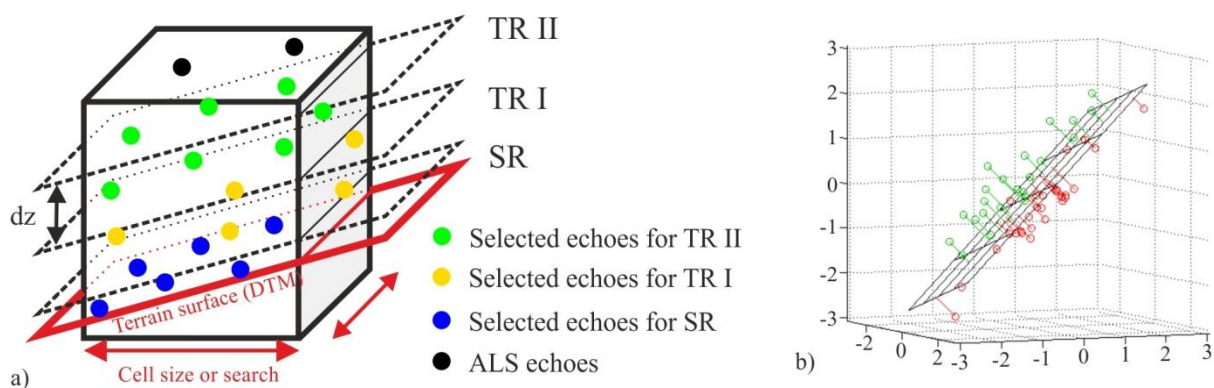 TR II
TR I
SR
dz
Terrain surface (DTM)
Cell size or search
a)
Selected echoes for TR II
Selected echoes for TR I
Selected echoes for SR
ALS echoes
b)
3
2
1
0
-1
-2
-3
-2
0
2
-3
-2
-1
0
1
2
3